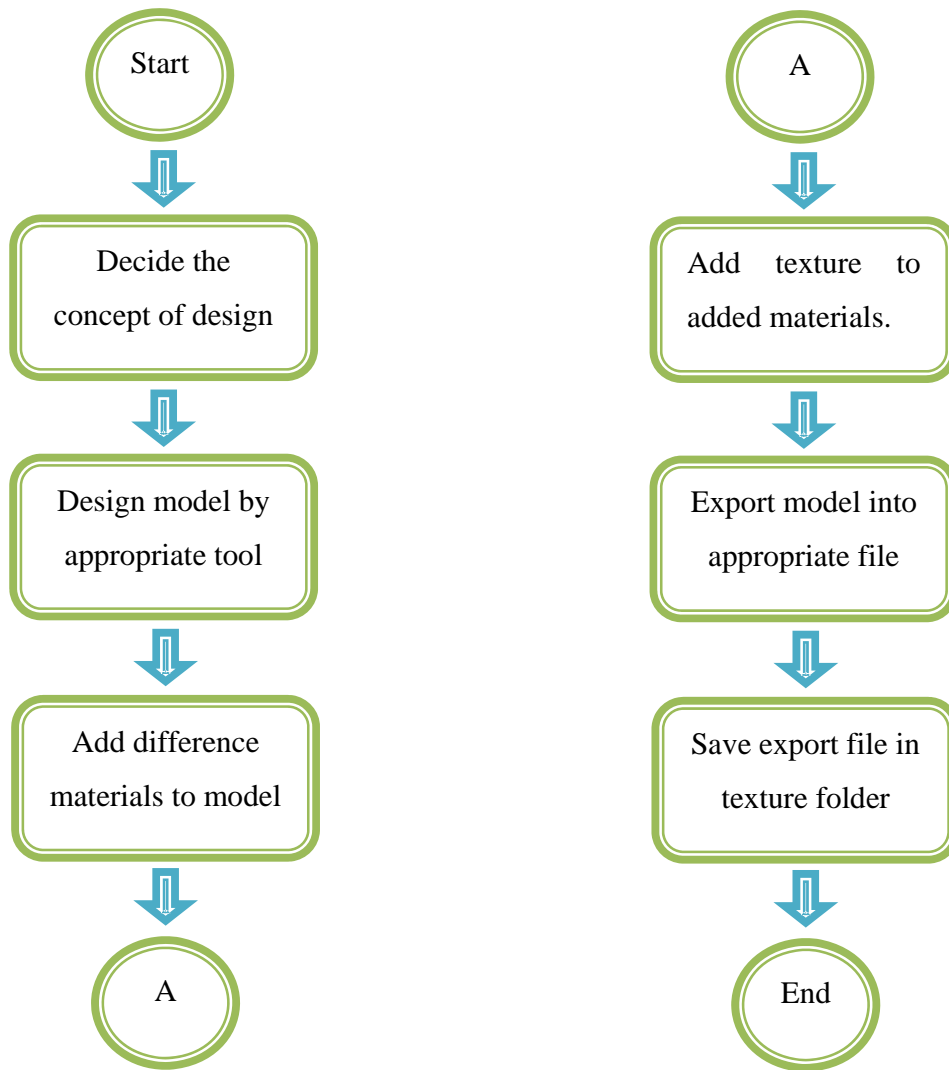 Start
Decide the
concept of design
Design model by
appropriate tool
Add difference
materials to model
A
A
Add texture to
added materials.
Export model into
appropriate file
Save export file in
texture folder
End